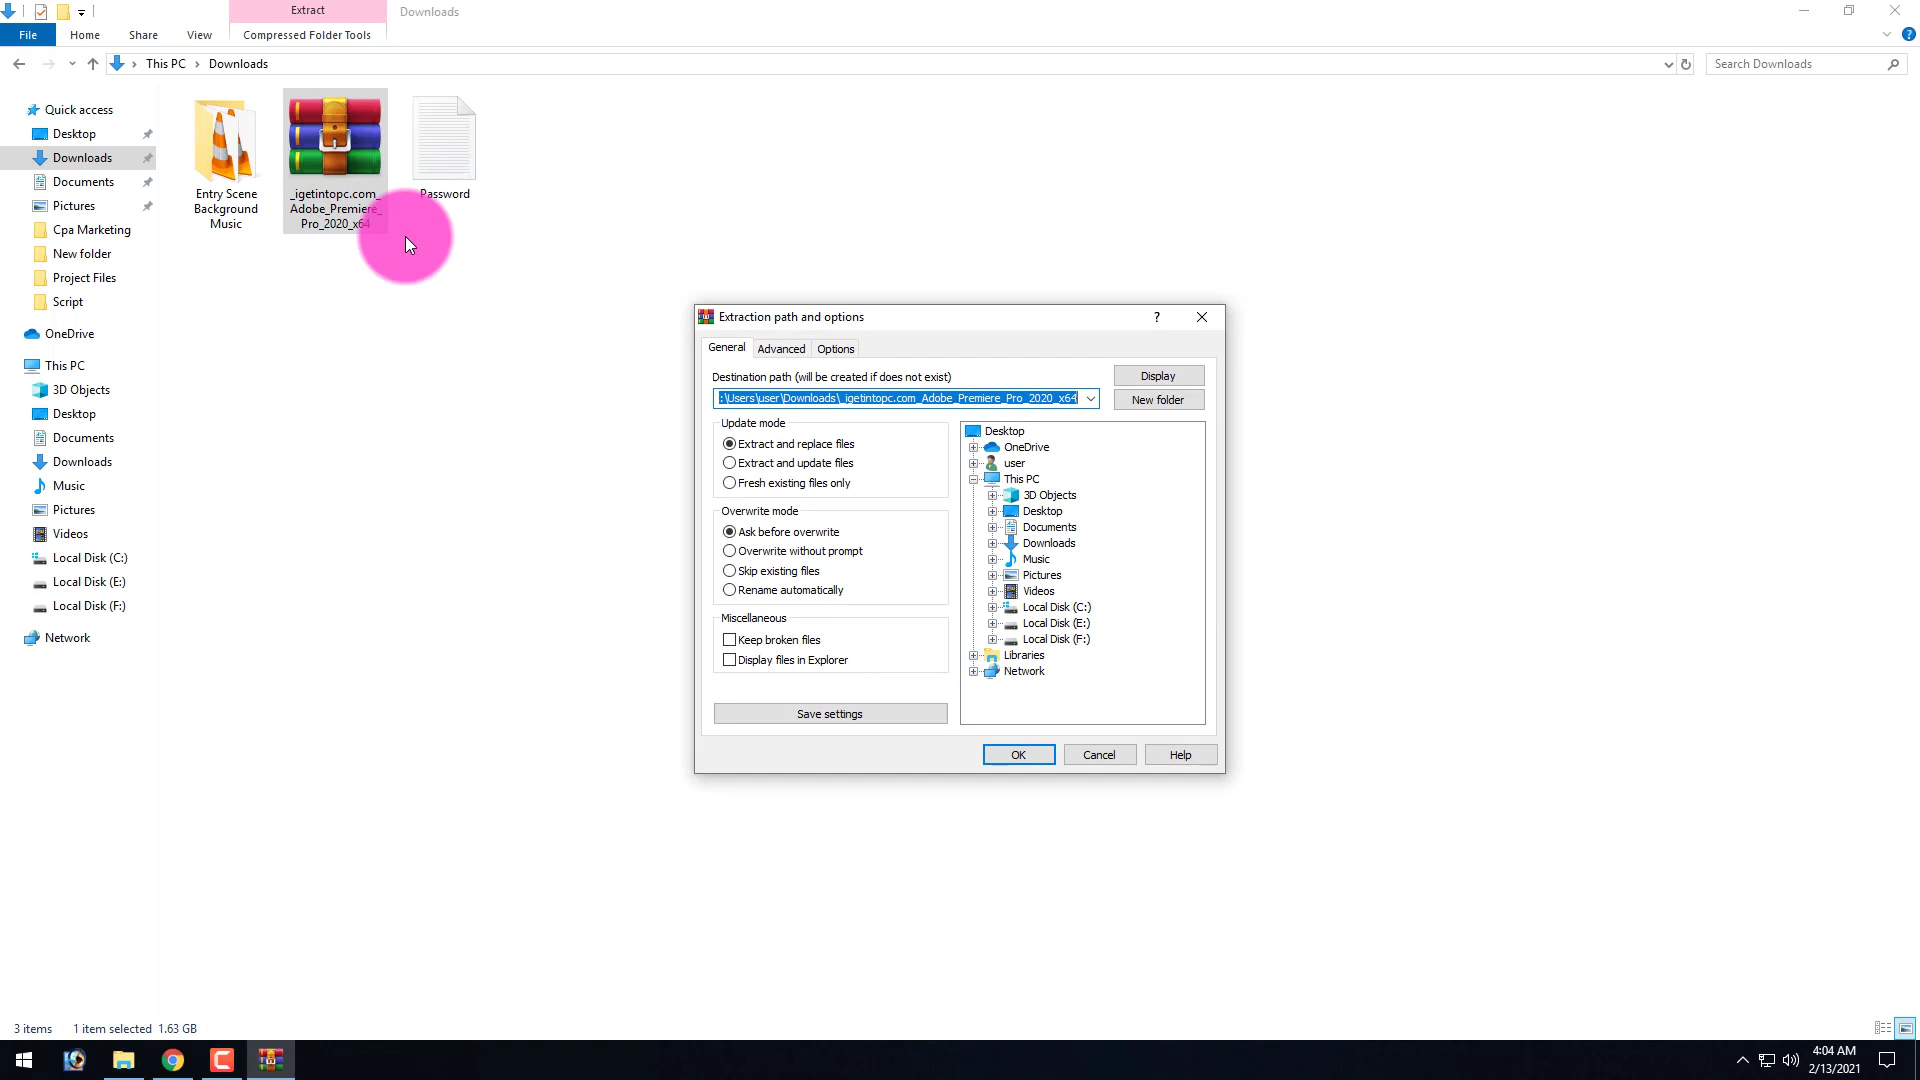 Extract
Downloads
File
Home
Share
View
Compressed Folder Tools
This PC
Downloads
Search Downloads
Quick access
Desktop
Downloads
Documents
Pictures
Cpa Marketing
New folder
Project Files
Script
OneDrive
This PC
3D Objects
Desktop
Documents
Downloads
Music
Pictures
Videos
Local Disk (C:)
Local Disk (E:)
Local Disk (F:)
Network
Entry Scene
Background
Music
_igetintopc.com_
Adobe_Premiere_
Pro_2020_x64
Password
Extraction path and options
?
General
Advanced
Options
Destination path (will be created if does not exist)
:\Users\user\Downloads\_igetintopc.com_Adobe_Premiere_Pro_2020_x64
Display
New folder
Update mode
Extract and replace files
Extract and update files
Fresh existing files only
Overwrite mode
Ask before overwrite
Overwrite without prompt
Skip existing files
Rename automatically
Miscellaneous
Keep broken files
Display files in Explorer
Save settings
Desktop
OneDrive
user
This PC
3D Objects
Desktop
Documents
Downloads
Music
Pictures
Videos
Local Disk (C:)
Local Disk (E:)
Local Disk (F:)
Libraries
Network
OK
Cancel
Help
3 items
1 item selected 1.63 GB
4:04 AM
2/13/2021